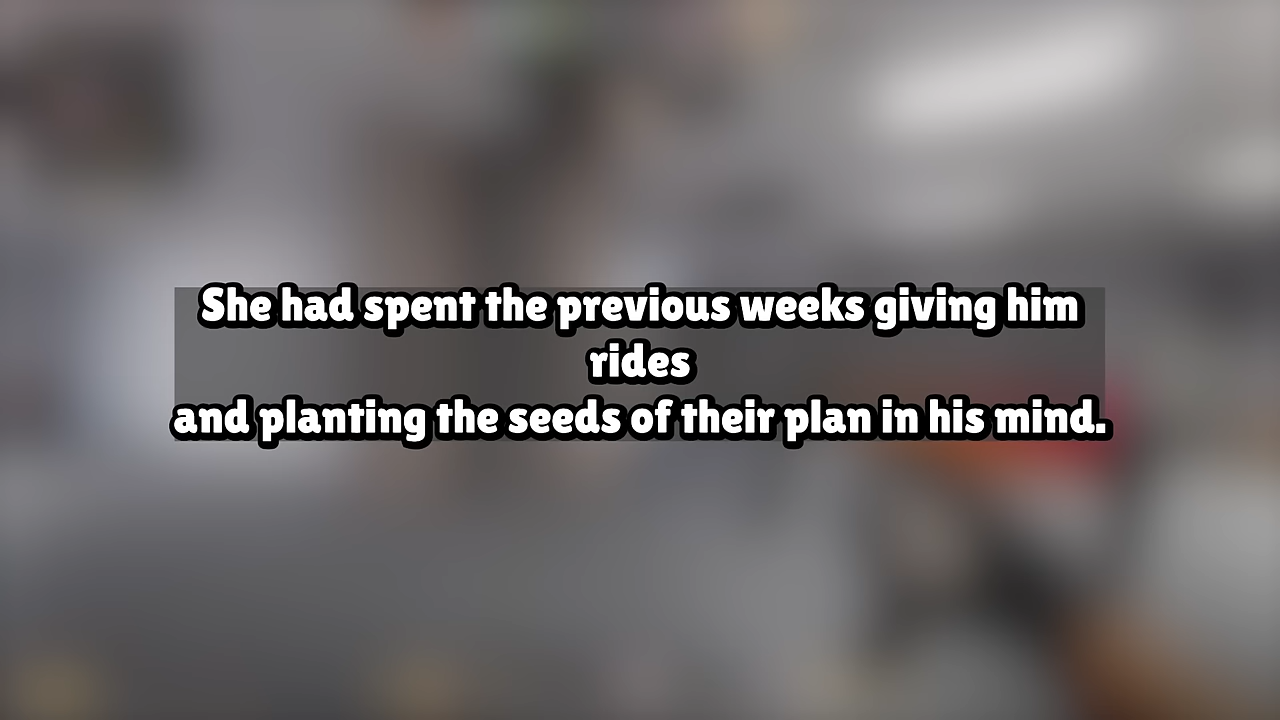 She had spent the previous weeks giving him
rides
and planting the seeds of their plan in his mind.